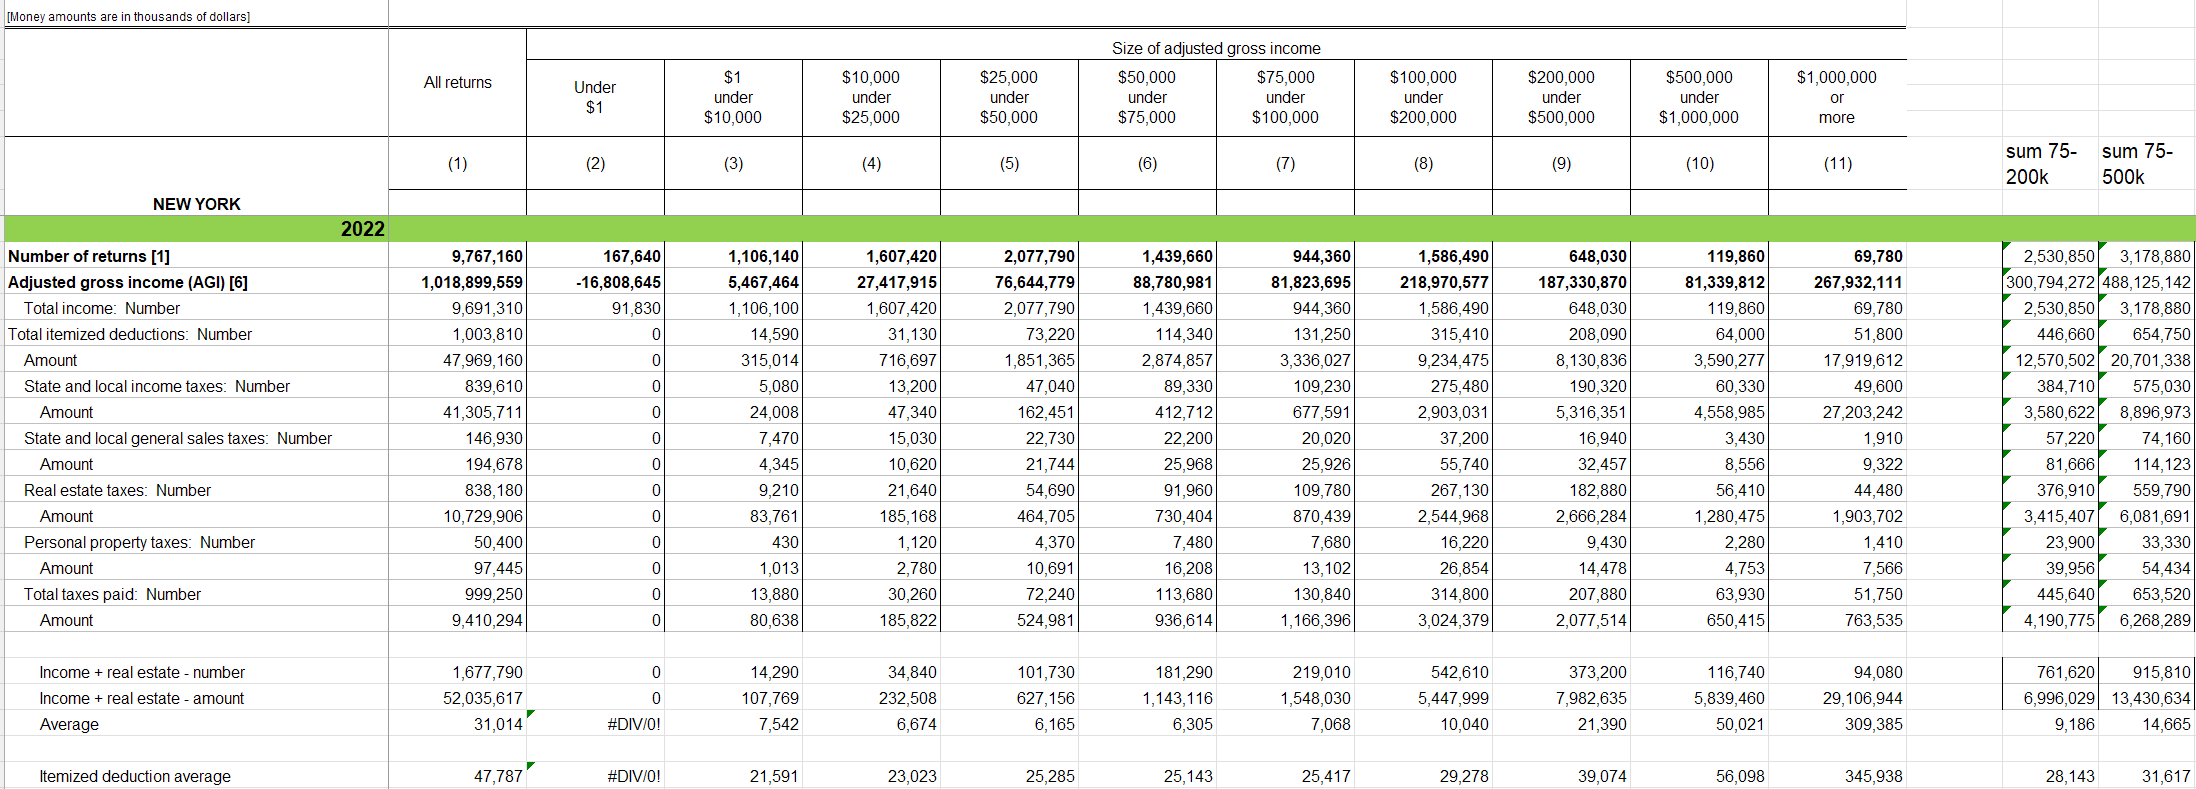 [Money amounts are in thousands of dollars]
Size of adjusted gross income
All returns Under $1 $1 under $10,000 $10,000 under $25,000 $25,000 under $50,000 $50,000 under $75,000 $75,000 under $100,000 $100,000 under $200,000 $200,000 under $500,000 $500,000 under $1,000,000 $1,000,000 or more
(1) (2) (3) (4) (5) (6) (7) (8) (9) (10) (11) sum 75-200k sum 75-500k
NEW YORK
2022
Number of returns [1] 9,767,160 167,640 1,106,140 1,607,420 2,077,790 1,439,660 944,360 1,586,490 648,030 119,860 69,780 2,530,850 3,178,880
Adjusted gross income (AGI) [6] 1,018,899,559 -16,808,645 5,467,464 27,417,915 76,644,779 88,780,981 81,823,695 218,970,577 187,330,870 81,339,812 267,932,111 300,794,272 488,125,142
Total income: Number 9,691,310 91,830 1,106,100 1,607,420 2,077,790 1,439,660 944,360 1,586,490 648,030 119,860 69,780 2,530,850 3,178,880
Total itemized deductions: Number 1,003,810 0 14,590 31,130 73,220 114,340 131,250 315,410 208,090 64,000 51,800 446,660 654,750
Amount 47,969,160 0 315,014 716,697 1,851,365 2,874,857 3,336,027 9,234,475 8,130,836 3,590,277 17,919,612 12,570,502 20,701,338
State and local income taxes: Number 839,610 0 5,080 13,200 47,040 89,330 109,230 275,480 190,320 60,330 49,600 384,710 575,030
Amount 41,305,711 0 24,008 47,340 162,451 412,712 677,591 2,903,031 5,316,351 4,558,985 27,203,242 3,580,622 8,896,973
State and local general sales taxes: Number 146,930 0 7,470 15,030 22,730 22,200 20,020 37,200 16,940 3,430 1,910 57,220 74,160
Amount 194,678 0 4,345 10,620 21,744 25,968 25,926 55,740 32,457 8,556 9,322 81,666 114,123
Real estate taxes: Number 838,180 0 9,210 21,640 54,690 91,960 109,780 267,130 182,880 56,410 44,480 376,910 559,790
Amount 10,729,906 0 83,761 185,168 464,705 730,404 870,439 2,544,968 2,666,284 1,280,475 1,903,702 3,415,407 6,081,691
Personal property taxes: Number 50,400 0 430 1,120 4,370 7,480 7,680 16,220 9,430 2,280 1,410 23,900 33,330
Amount 97,445 0 1,013 2,780 10,691 16,208 13,102 26,854 14,478 4,753 7,566 39,956 54,434
Total taxes paid: Number 999,250 0 13,880 30,260 72,240 113,680 130,840 314,800 207,880 63,930 51,750 445,640 653,520
Amount 9,410,294 0 80,638 185,822 524,981 936,614 1,166,396 3,024,379 2,077,514 650,415 763,535 4,190,775 6,268,289
Income + real estate - number 1,677,790 0 14,290 34,840 101,730 181,290 219,010 542,610 373,200 116,740 94,080 761,620 915,810
Income + real estate - amount 52,035,617 0 107,769 232,508 627,156 1,143,116 1,548,030 5,447,999 7,982,635 5,839,460 29,106,944 6,996,029 13,430,634
Average 31,014 #DIV/0! 7,542 6,674 6,165 6,305 7,068 10,040 21,390 50,021 309,385 9,186 14,665
Itemized deduction average 47,787 #DIV/0! 21,591 23,023 25,285 25,143 25,417 29,278 39,074 56,098 345,938 28,143 31,617